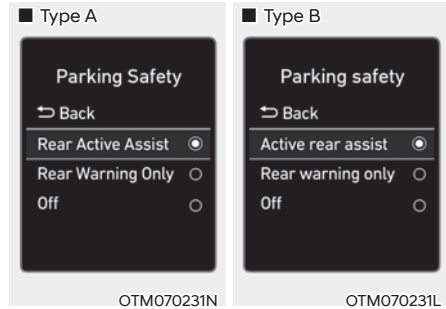 ■ Type A
Parking Safety
⮌ Back
Rear Active Assist
Rear Warning Only
Off
OTM070231N
■ Type B
Parking safety
⮌ Back
Active rear assist
Rear warning only
Off
OTM070231L